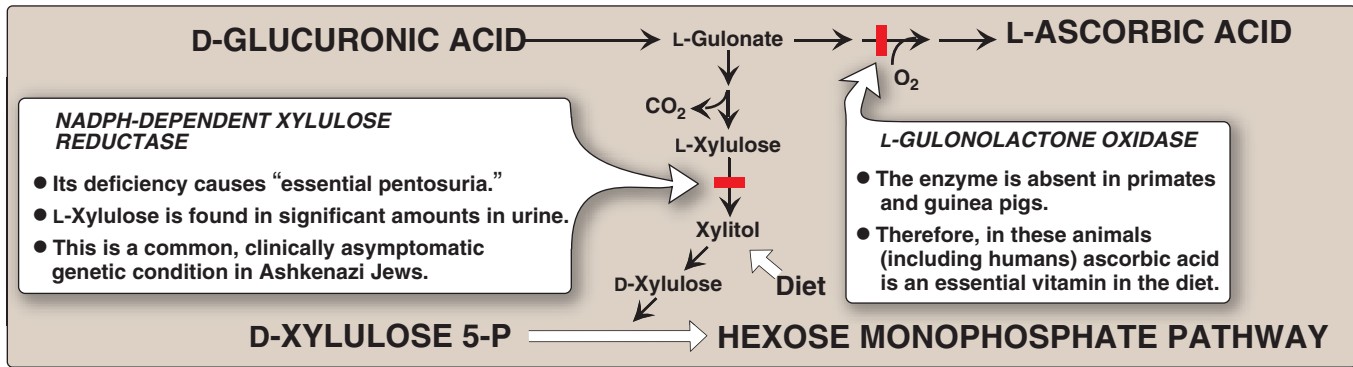 D-GLUCURONIC ACID
L-Gulonate
L-ASCORBIC ACID
O2
CO2
L-Xylulose
NADPH-DEPENDENT XYLULOSE
REDUCTASE
● Its deficiency causes “essential pentosuria.”
● L-Xylulose is found in significant amounts in urine.
● This is a common, clinically asymptomatic
genetic condition in Ashkenazi Jews.
L-GULONOLACTONE OXIDASE
● The enzyme is absent in primates
and guinea pigs.
● Therefore, in these animals
(including humans) ascorbic acid
is an essential vitamin in the diet.
Xylitol
D-Xylulose
Diet
D-XYLULOSE 5-P
HEXOSE MONOPHOSPHATE PATHWAY